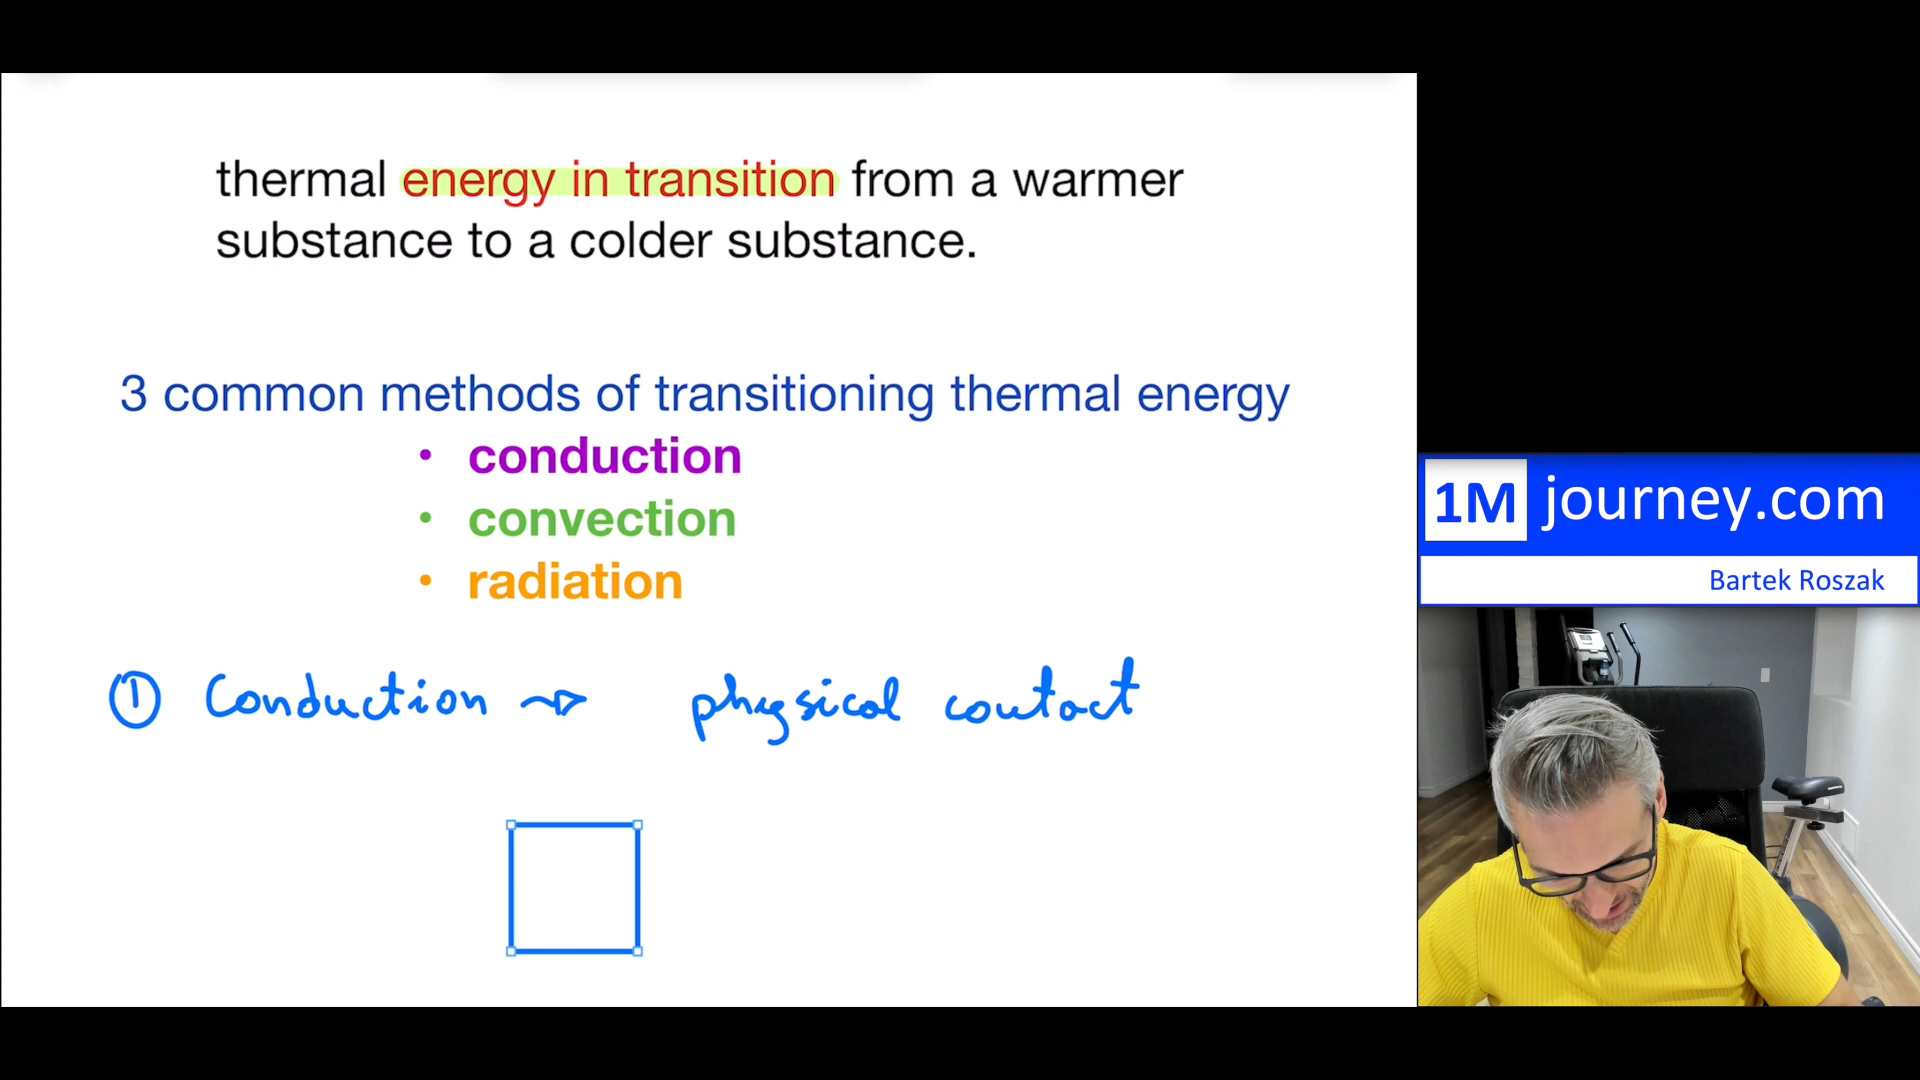 thermal energy in transition from a warmer
substance to a colder substance.
3 common methods of transitioning thermal energy
• conduction
• convection
• radiation
① Conduction → physical contact
1M journey.com
Bartek Roszak